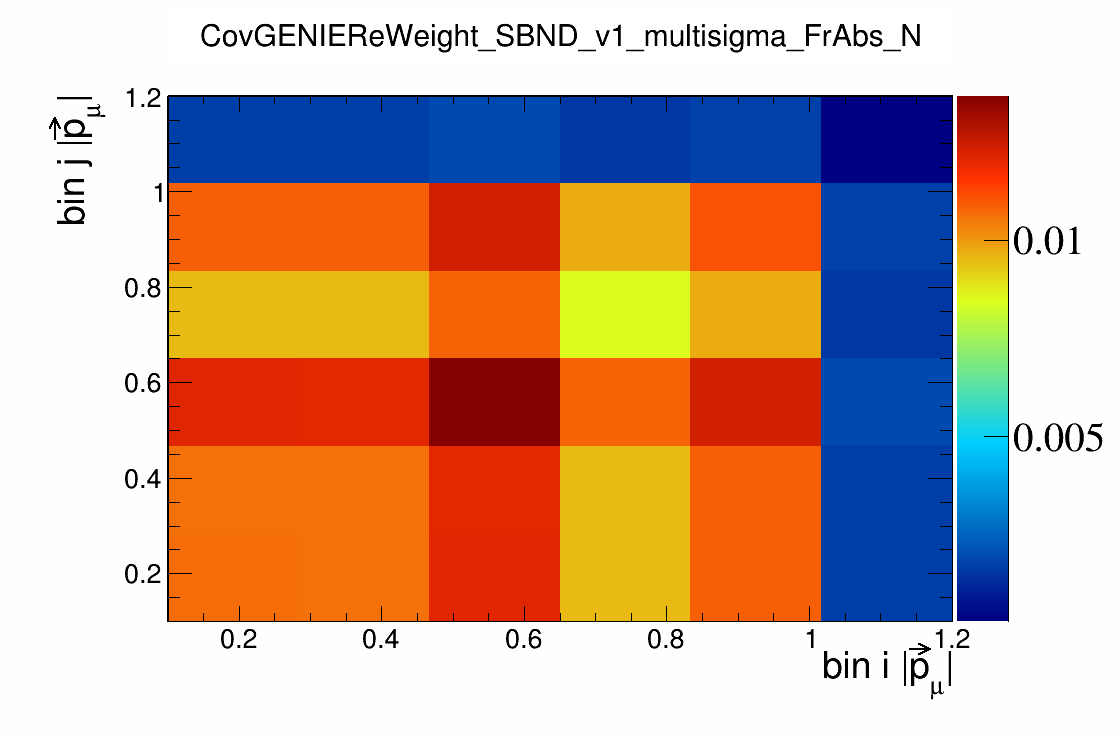 CovGENIEReWeight_SBND_v1_multisigma_FrAbs_N
bin j |p⃗μ|
1.2
1
0.8
0.6
0.4
0.2
0.01
0.005
0.2 0.4 0.6 0.8 1 1.2
bin i |p⃗μ|